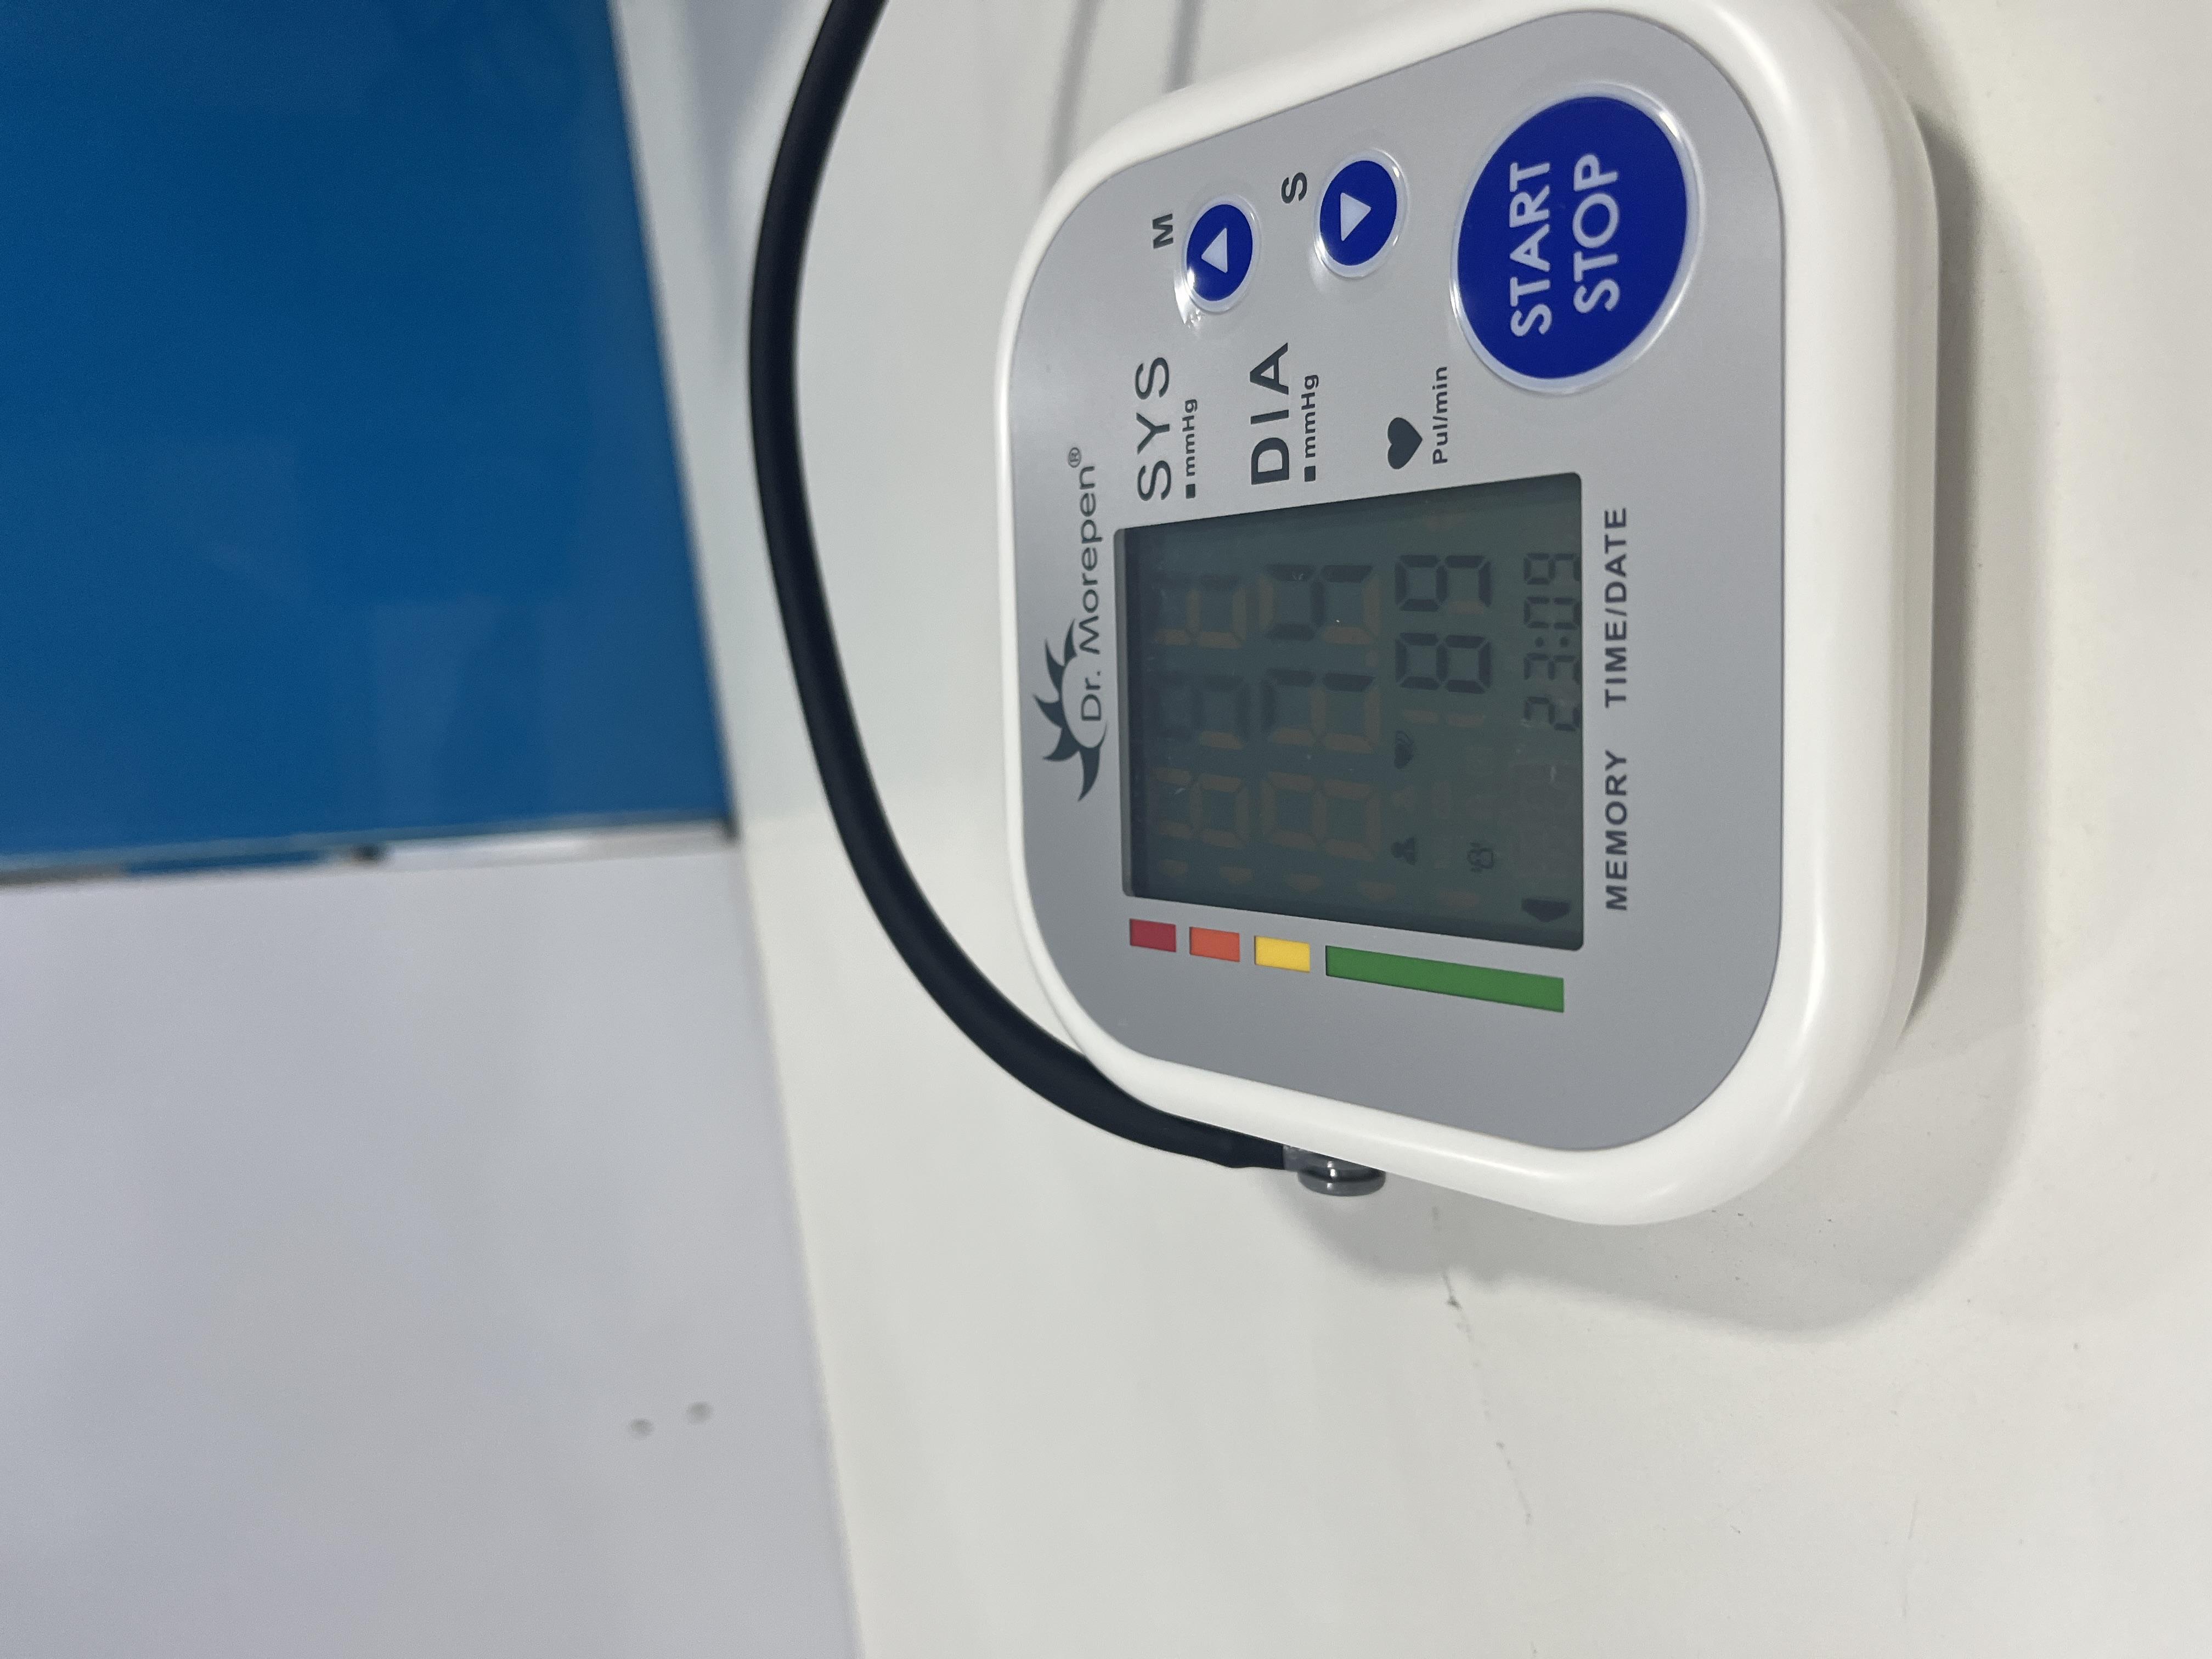 Dr. Morepen®
SYS
mmHg
DIA
mmHg
Pul/min
M
S
START
STOP
89
23:09
MEMORY TIME/DATE